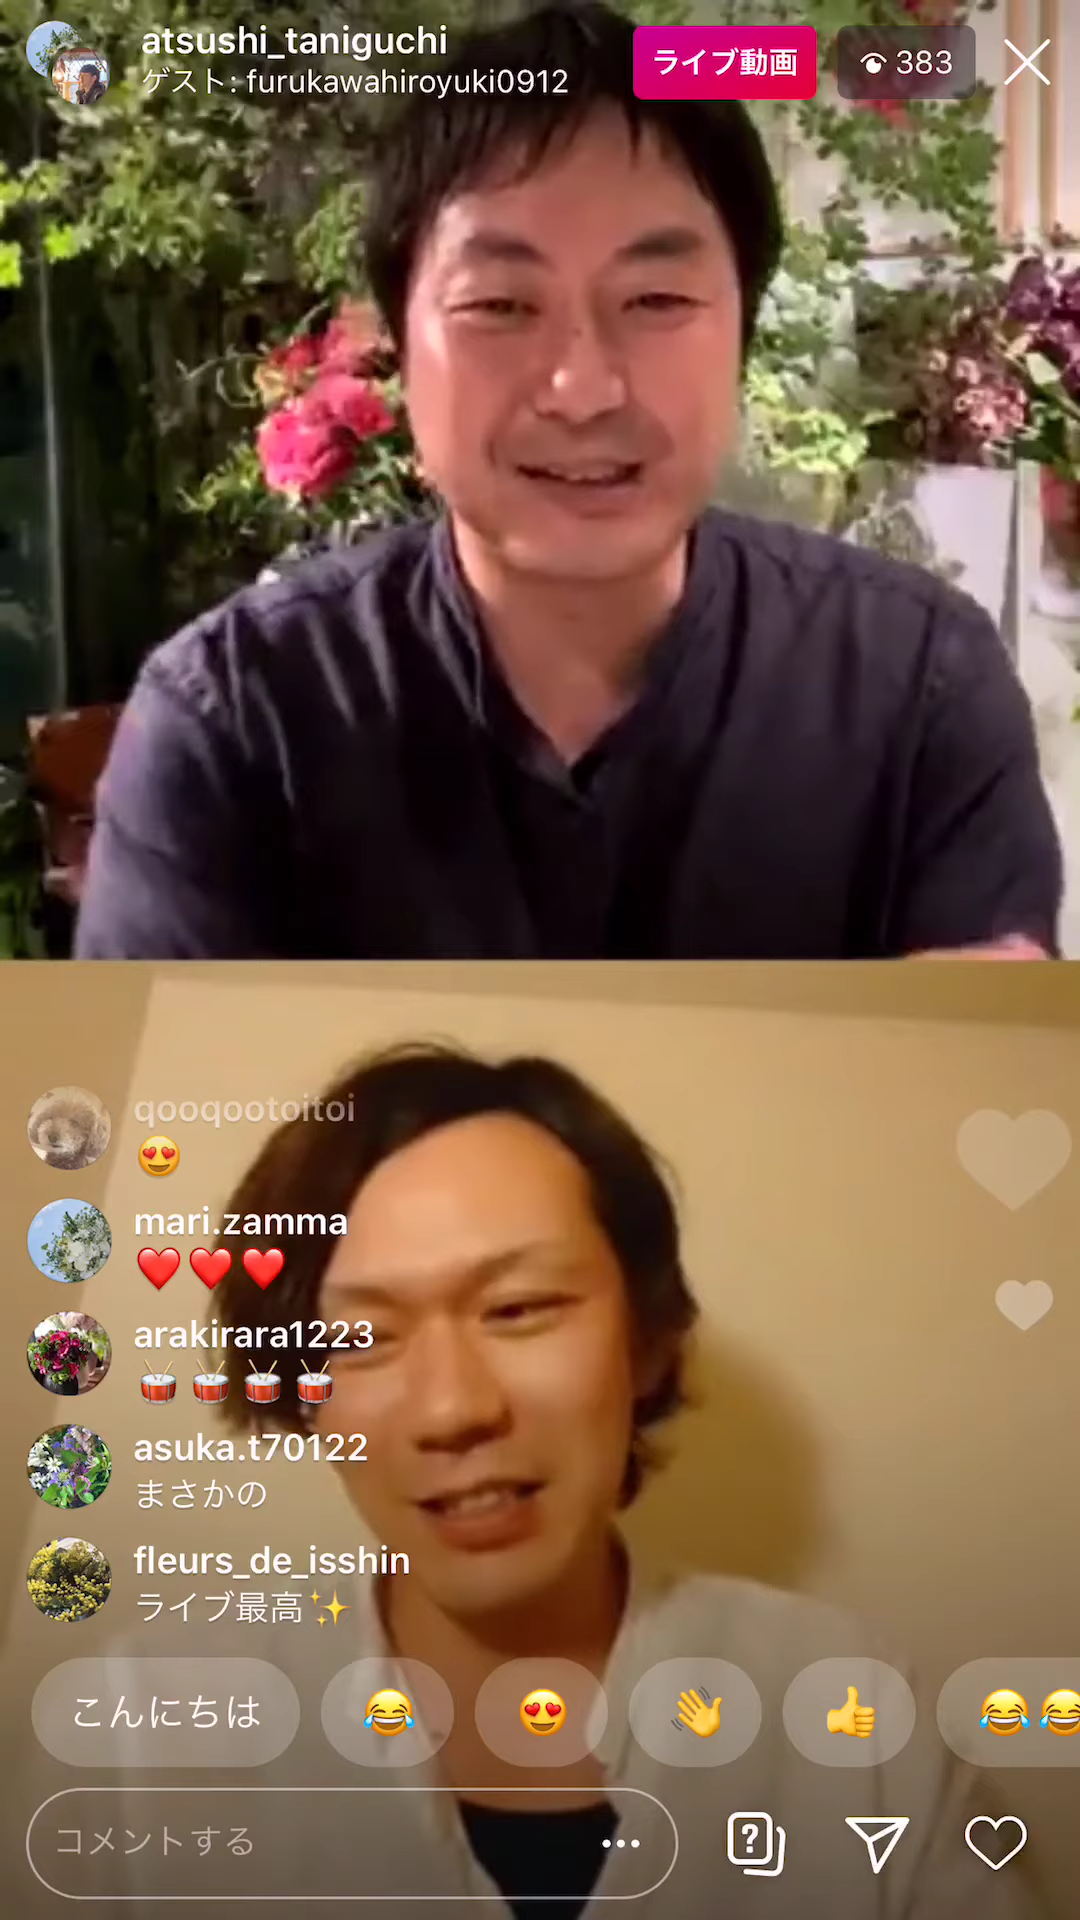 atsushi_taniguchi
ゲスト: furukawahiroyuki0912
ライブ動画
383
qooqootoitoi
😍
mari.zamma
❤️❤️❤️
arakirara1223
🥁🥁🥁🥁
asuka.t70122
まさかの
fleurs_de_isshin
ライブ最高✨
こんにちは 😂 😍 👋 👍 😂😂
コメントする